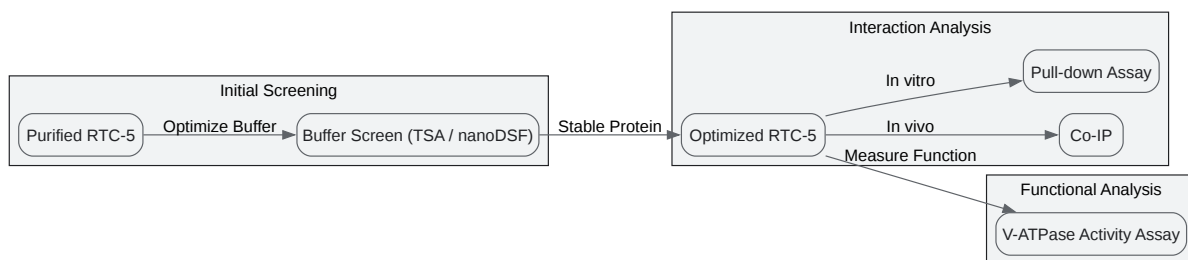 Initial Screening
Purified RTC-5
Optimize Buffer
Buffer Screen (TSA / nanoDSF)
Stable Protein
Interaction Analysis
Optimized RTC-5
In vitro
Pull-down Assay
In vivo
Co-IP
Measure Function
Functional Analysis
V-ATPase Activity Assay